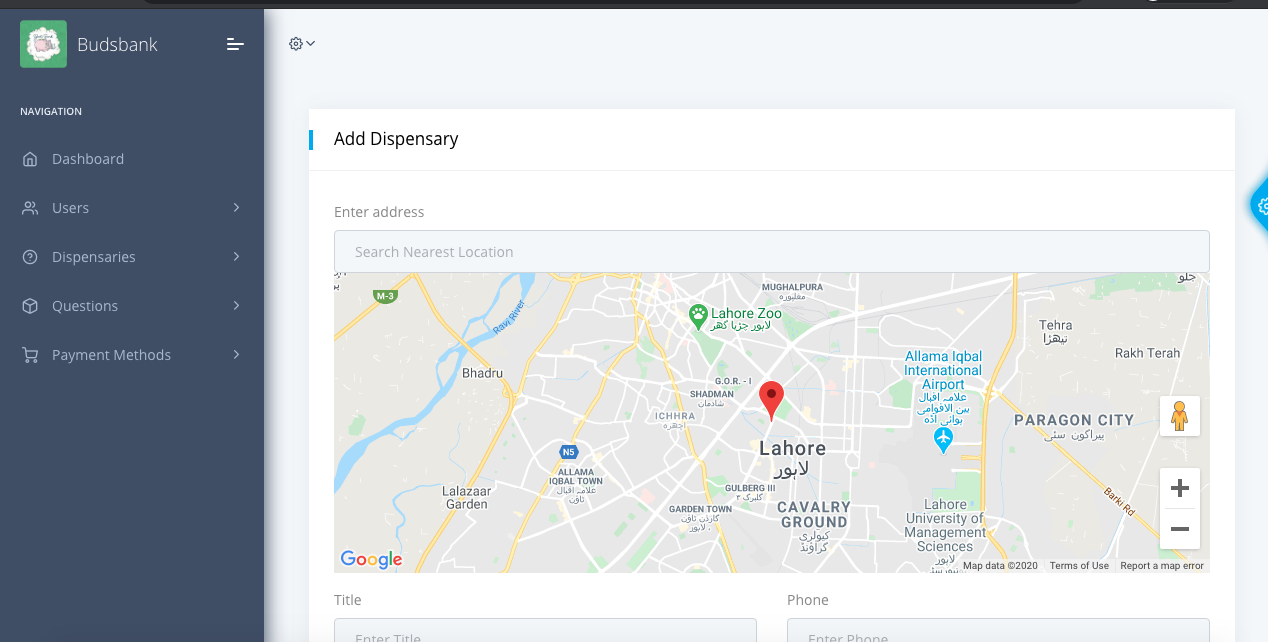 Budsbank
NAVIGATION
Dashboard
Users
Dispensaries
Questions
Payment Methods
Add Dispensary
Enter address
Search Nearest Location
M-3
Ravi River
MUGHALPURA
مغلپورہ
جلو
Lahore Zoo
لاہور چڑیا گھر
Tehra
تیھڑا
Rakh Terah
Bhadru
G.O.R. - I
SHADMAN
شادمان
ICHHRA
اچھرہ
Allama Iqbal
International
Airport
علامہ اقبال
بین الاقوامی
ہوائی اڈہ
PARAGON CITY
پیراگون سٹی
Lahore
لاہور
N5
ALLAMA
IQBAL TOWN
علامہ اقبال
ٹاؤن
Lalazaar
Garden
GULBERG III
گلبرگ ۳
GARDEN TOWN
گارڈن ٹاؤن
، لاہور
CAVALRY
GROUND
کیولری
گراؤنڈ
Lahore
University of
Management
Sciences
Barki Rd
Google
Map data ©2020
Terms of Use
Report a map error
Title
Phone
Enter Title
Enter Phone